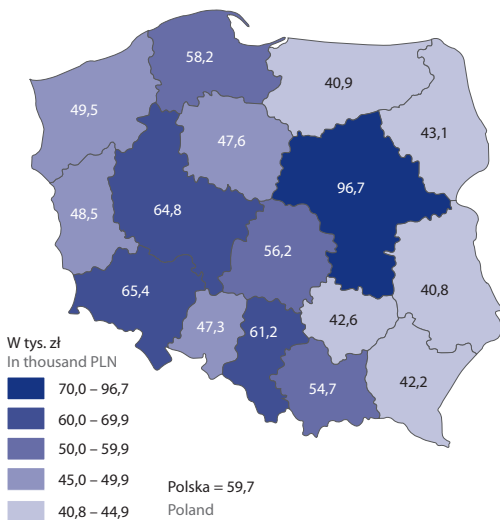 58,2
40,9
49,5
43,1
47,6
96,7
48,5
64,8
56,2
40,8
65,4
47,3
61,2
42,6
42,2
54,7
W tys. zł
In thousand PLN
70,0 – 96,7
60,0 – 69,9
50,0 – 59,9
45,0 – 49,9
40,8 – 44,9
Polska = 59,7
Poland